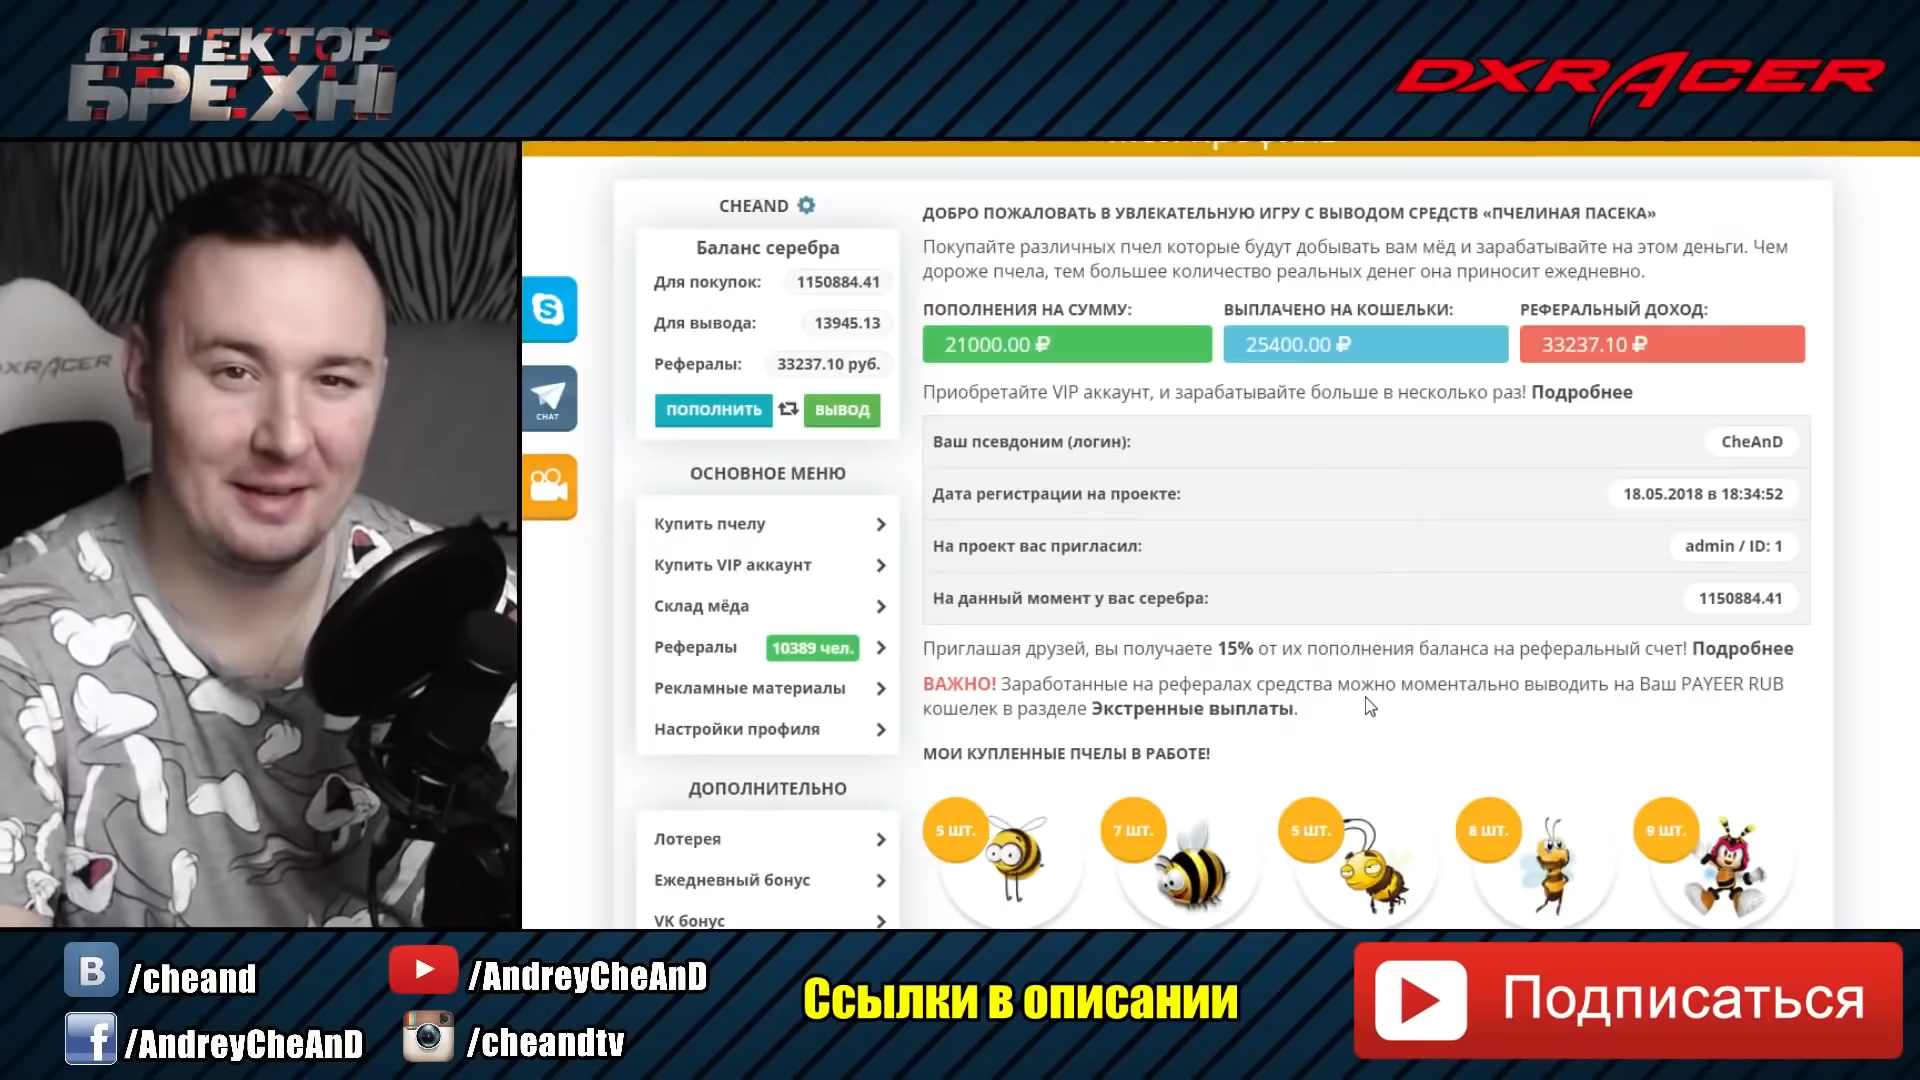 ДЕТЕКТОР
БРЕХНІ
DXRACER
DXRACER
CHEAND
Баланс серебра
Для покупок: 1150884.41
Для вывода: 13945.13
Рефералы: 33237.10 руб.
ПОПОЛНИТЬ ВЫВОД
ОСНОВНОЕ МЕНЮ
Купить пчелу
Купить VIP аккаунт
Склад мёда
Рефералы 10389 чел.
Рекламные материалы
Настройки профиля
ДОПОЛНИТЕЛЬНО
Лотерея
Ежедневный бонус
VK бонус
S
CHAT
ДОБРО ПОЖАЛОВАТЬ В УВЛЕКАТЕЛЬНУЮ ИГРУ С ВЫВОДОМ СРЕДСТВ «ПЧЕЛИНАЯ ПАСЕКА»
Покупайте различных пчел которые будут добывать вам мёд и зарабатывайте на этом деньги. Чем
дороже пчела, тем большее количество реальных денег она приносит ежедневно.
ПОПОЛНЕНИЯ НА СУММУ: ВЫПЛАЧЕНО НА КОШЕЛЬКИ: РЕФЕРАЛЬНЫЙ ДОХОД:
21000.00 ₽ 25400.00 ₽ 33237.10 ₽
Приобретайте VIP аккаунт, и зарабатывайте больше в несколько раз! Подробнее
Ваш псевдоним (логин): CheAnD
Дата регистрации на проекте: 18.05.2018 в 18:34:52
На проект вас пригласил: admin / ID: 1
На данный момент у вас серебра: 1150884.41
Приглашая друзей, вы получаете 15% от их пополнения баланса на реферальный счет! Подробнее
ВАЖНО! Заработанные на рефералах средства можно моментально выводить на Ваш PAYEER RUB
кошелек в разделе Экстренные выплаты.
МОИ КУПЛЕННЫЕ ПЧЕЛЫ В РАБОТЕ!
5 шт. 7 шт. 5 шт. 8 шт. 9 шт.
B /cheand
/AndreyCheAnD
f /AndreyCheAnD
/cheandtv
Ссылки в описании
Подписаться